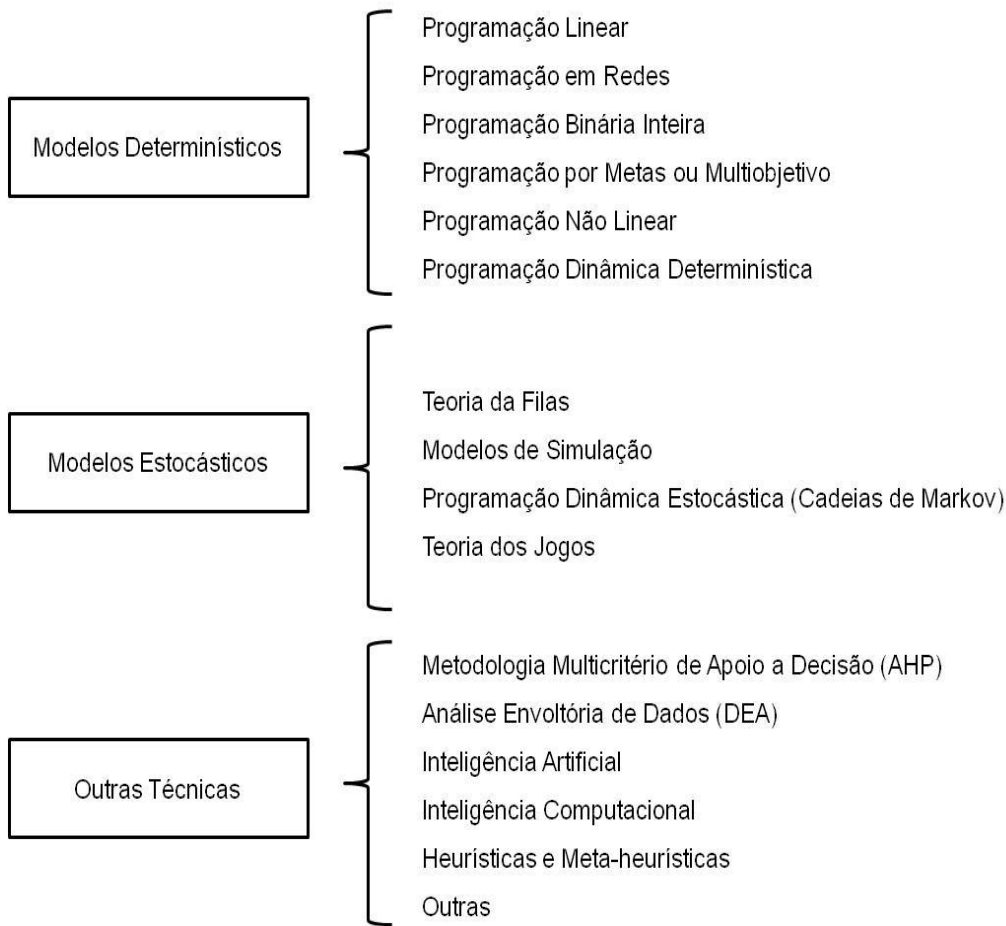 Modelos Determinísticos
Programação Linear
Programação em Redes
Programação Binária Inteira
Programação por Metas ou Multiobjetivo
Programação Não Linear
Programação Dinâmica Determinística
Modelos Estocásticos
Teoria da Filas
Modelos de Simulação
Programação Dinâmica Estocástica (Cadeias de Markov)
Teoria dos Jogos
Outras Técnicas
Metodologia Multicritério de Apoio a Decisão (AHP)
Análise Envoltória de Dados (DEA)
Inteligência Artificial
Inteligência Computacional
Heurísticas e Meta-heurísticas
Outras